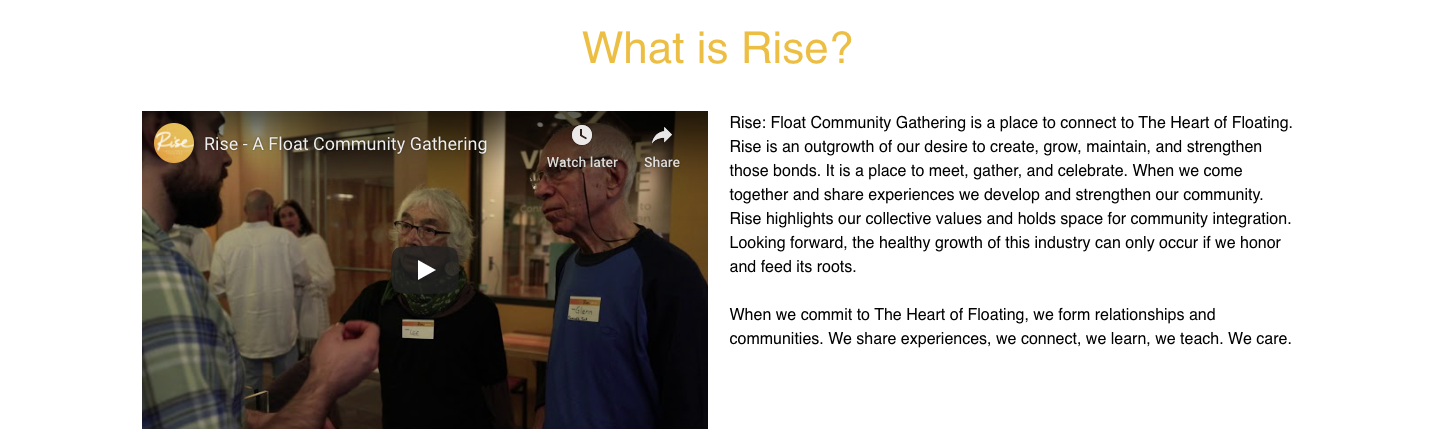 What is Rise?
Rise
Rise - A Float Community Gathering
Watch later
Share
Rise: Float Community Gathering is a place to connect to The Heart of Floating.
Rise is an outgrowth of our desire to create, grow, maintain, and strengthen
those bonds. It is a place to meet, gather, and celebrate. When we come
together and share experiences we develop and strengthen our community.
Rise highlights our collective values and holds space for community integration.
Looking forward, the healthy growth of this industry can only occur if we honor
and feed its roots.
When we commit to The Heart of Floating, we form relationships and
communities. We share experiences, we connect, we learn, we teach. We care.
Lee
Glenn